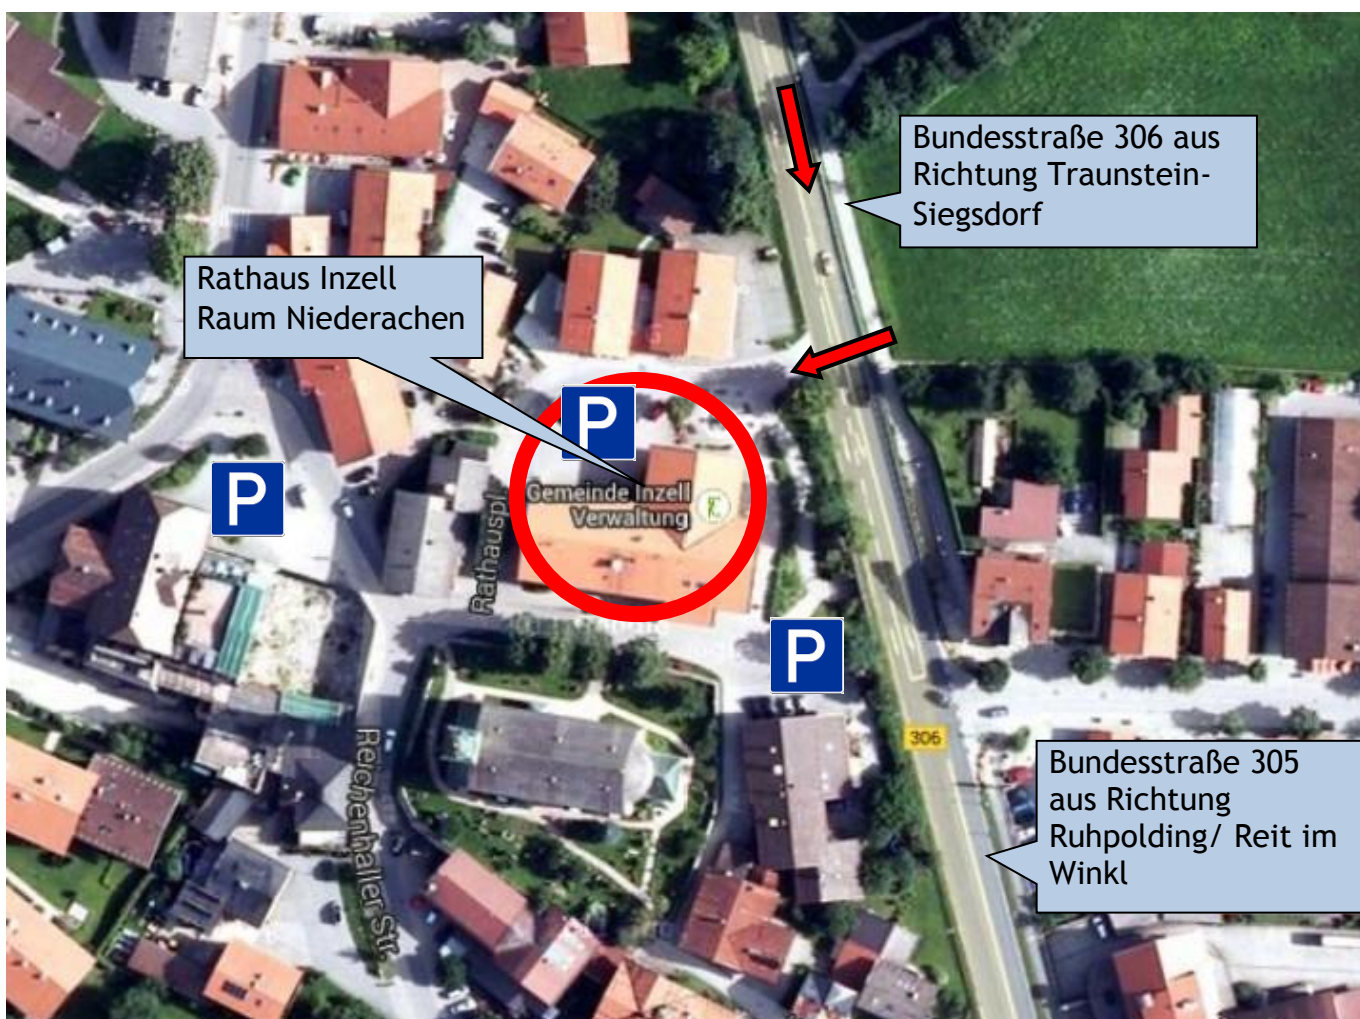 Bundesstraße 306 aus
Richtung Traunstein-
Siegsdorf
Rathaus Inzell
Raum Niederachen
P
P
Gemeinde Inzell
Verwaltung
Rathauspl
P
306
Reichenhaller Str.
Bundesstraße 305
aus Richtung
Ruhpolding/ Reit im
Winkl